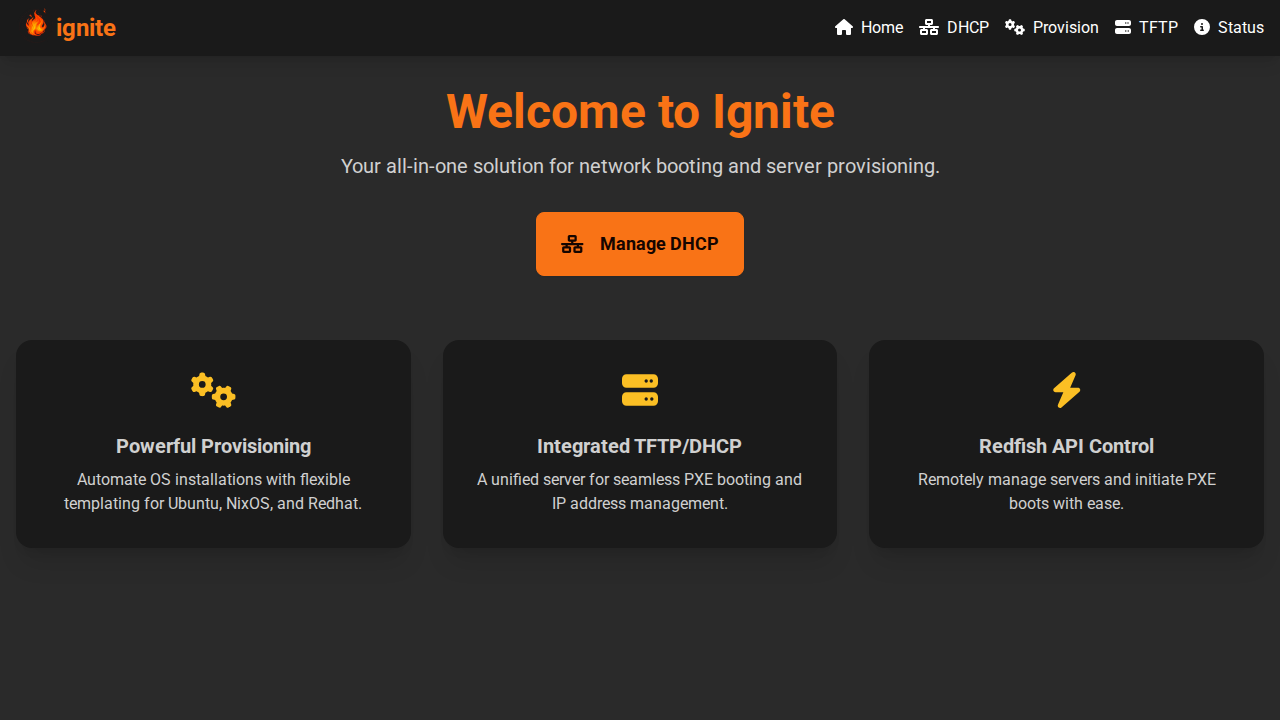 ignite
Home
DHCP
Provision
TFTP
Status
Welcome to Ignite
Your all-in-one solution for network booting and server provisioning.
Manage DHCP
Powerful Provisioning
Automate OS installations with flexible
templating for Ubuntu, NixOS, and Redhat.
Integrated TFTP/DHCP
A unified server for seamless PXE booting and
IP address management.
Redfish API Control
Remotely manage servers and initiate PXE
boots with ease.